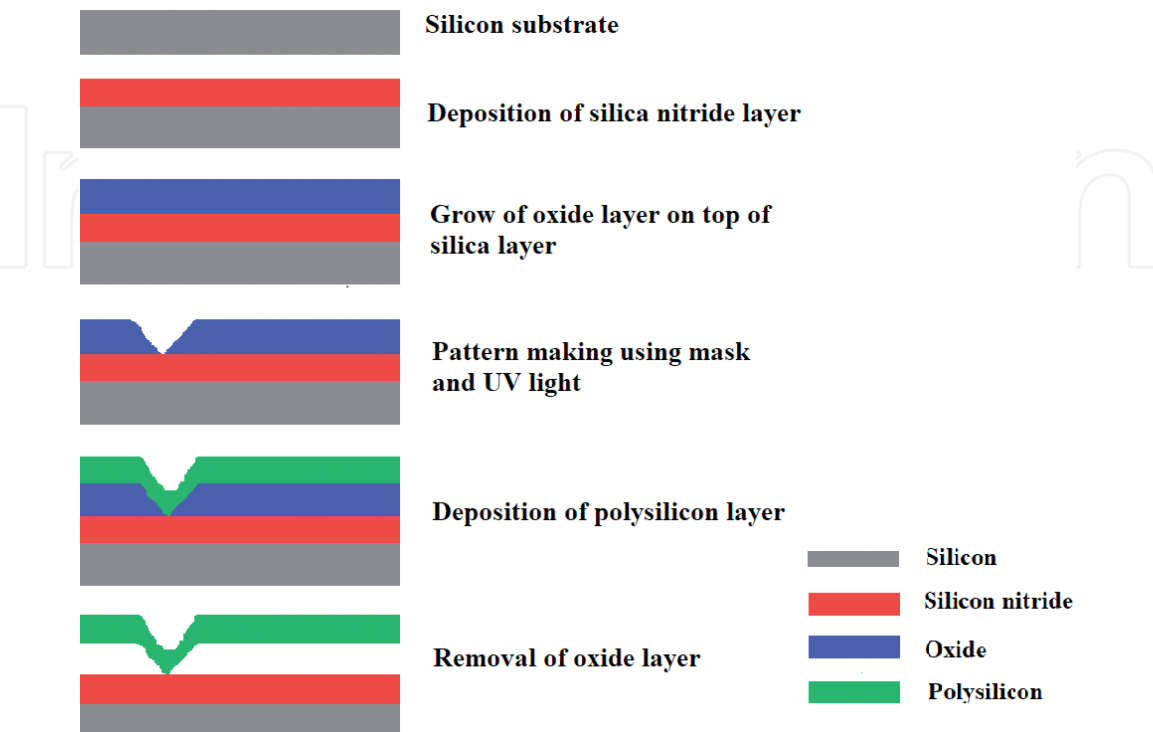 Silicon substrate
Deposition of silica nitride layer
Grow of oxide layer on top of
silica layer
Pattern making using mask
and UV light
Deposition of polysilicon layer
Removal of oxide layer
Silicon
Silicon nitride
Oxide
Polysilicon